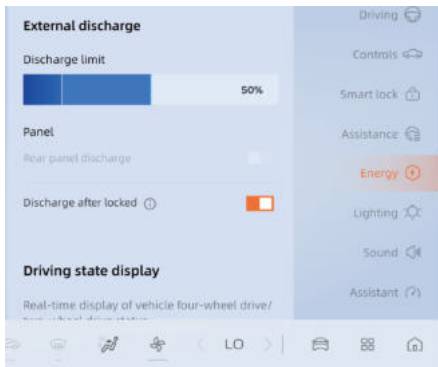 External discharge
Discharge limit
50%
Panel
Rear panel discharge
Discharge after locked
Driving state display
Real-time display of vehicle four-wheel drive/
LO
Driving
Controls
Smart lock
Assistance
Energy
Lighting
Sound
Assistant